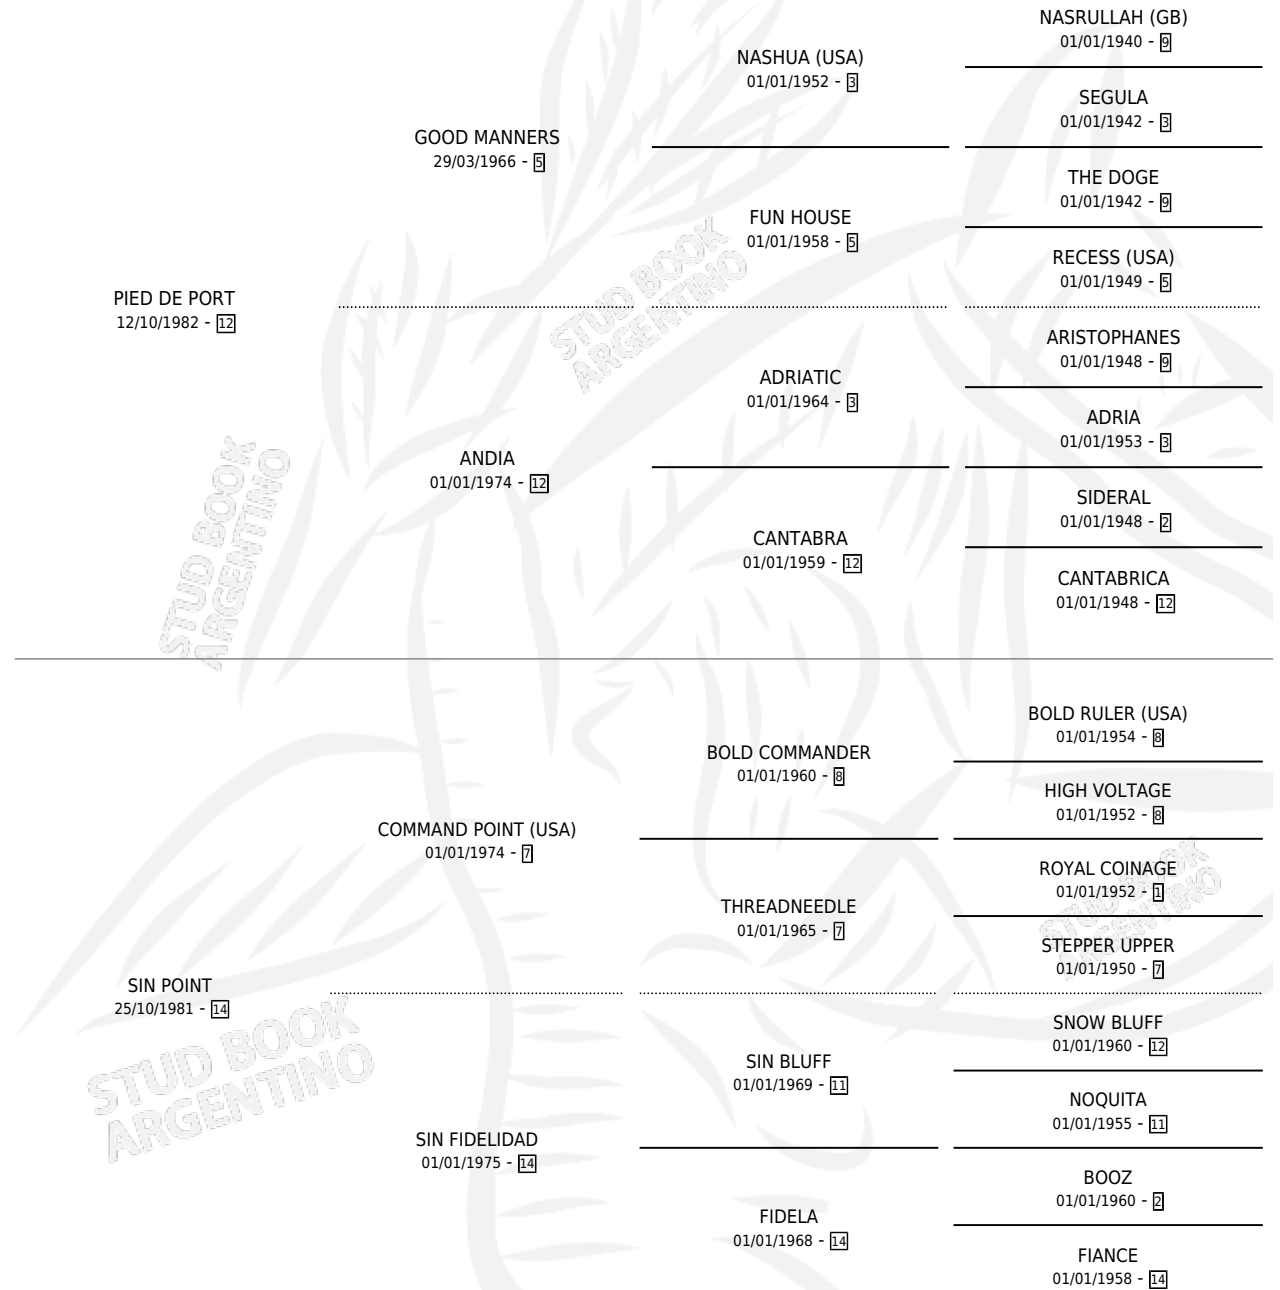 NASRULLAH (GB)
01/01/1940 - 9
NASHUA (USA)
01/01/1952 - 3
SEGULA
01/01/1942 - 3
GOOD MANNERS
29/03/1966 - 5
THE DOGE
01/01/1942 - 9
FUN HOUSE
01/01/1958 - 5
RECESS (USA)
01/01/1949 - 5
PIED DE PORT
12/10/1982 - 12
ARISTOPHANES
01/01/1948 - 9
ADRIATIC
01/01/1964 - 3
ADRIA
01/01/1953 - 3
ANDIA
01/01/1974 - 12
SIDERAL
01/01/1948 - 2
CANTABRA
01/01/1959 - 12
CANTABRICA
01/01/1948 - 12
BOLD RULER (USA)
01/01/1954 - 8
BOLD COMMANDER
01/01/1960 - 8
HIGH VOLTAGE
01/01/1952 - 8
COMMAND POINT (USA)
01/01/1974 - 7
ROYAL COINAGE
01/01/1952 - 1
THREADNEEDLE
01/01/1965 - 7
STEPPER UPPER
01/01/1950 - 7
SIN POINT
25/10/1981 - 14
SNOW BLUFF
01/01/1960 - 12
SIN BLUFF
01/01/1969 - 11
NOQUITA
01/01/1955 - 11
SIN FIDELIDAD
01/01/1975 - 14
BOOZ
01/01/1960 - 2
FIDELA
01/01/1968 - 14
FIANCE
01/01/1958 - 14
STUD BOOK
ARGENTINO
STUD BOOK
ARGENTINO
STUD BOOK
ARGENTINO
STUD BOOK
ARGENTINO